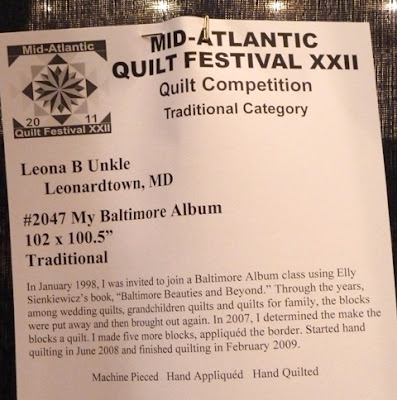 Mid-Atlantic
20 11
Quilt Festival XXII
MID-ATLANTIC
QUILT FESTIVAL XXII
Quilt Competition
Traditional Category
Leona B Unkle
Leonardtown, MD
#2047 My Baltimore Album
102 x 100.5”
Traditional
In January 1998, I was invited to join a Baltimore Album class using Elly
Sienkiewicz’s book, “Baltimore Beauties and Beyond.” Through the years,
among wedding quilts, grandchildren quilts and quilts for family, the blocks
were put away and then brought out again. In 2007, I determined the make the
blocks a quilt. I made five more blocks, appliquéd the border. Started hand
quilting in June 2008 and finished quilting in February 2009.
Machine Pieced Hand Appliquéd Hand Quilted